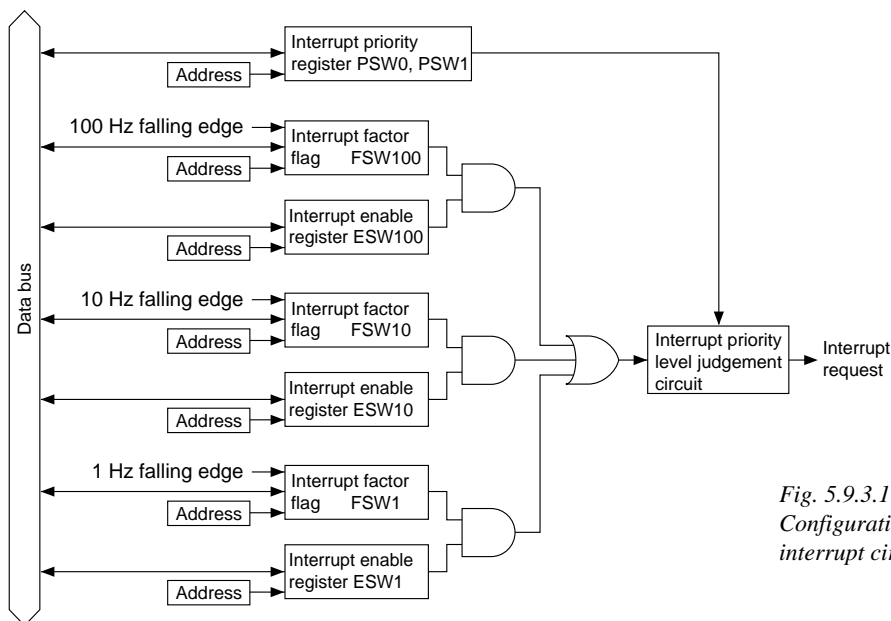 Interrupt priority
register PSW0, PSW1
Address
100 Hz falling edge
Interrupt factor
flag FSW100
Address
Interrupt enable
register ESW100
Address
Data bus
10 Hz falling edge
Interrupt factor
flag FSW10
Address
Interrupt priority
level judgement
circuit
Interrupt
request
Interrupt enable
register ESW10
Address
1 Hz falling edge
Interrupt factor
flag FSW1
Address
Interrupt enable
register ESW1
Address
Fig. 5.9.3.1
Configurati
interrupt ci